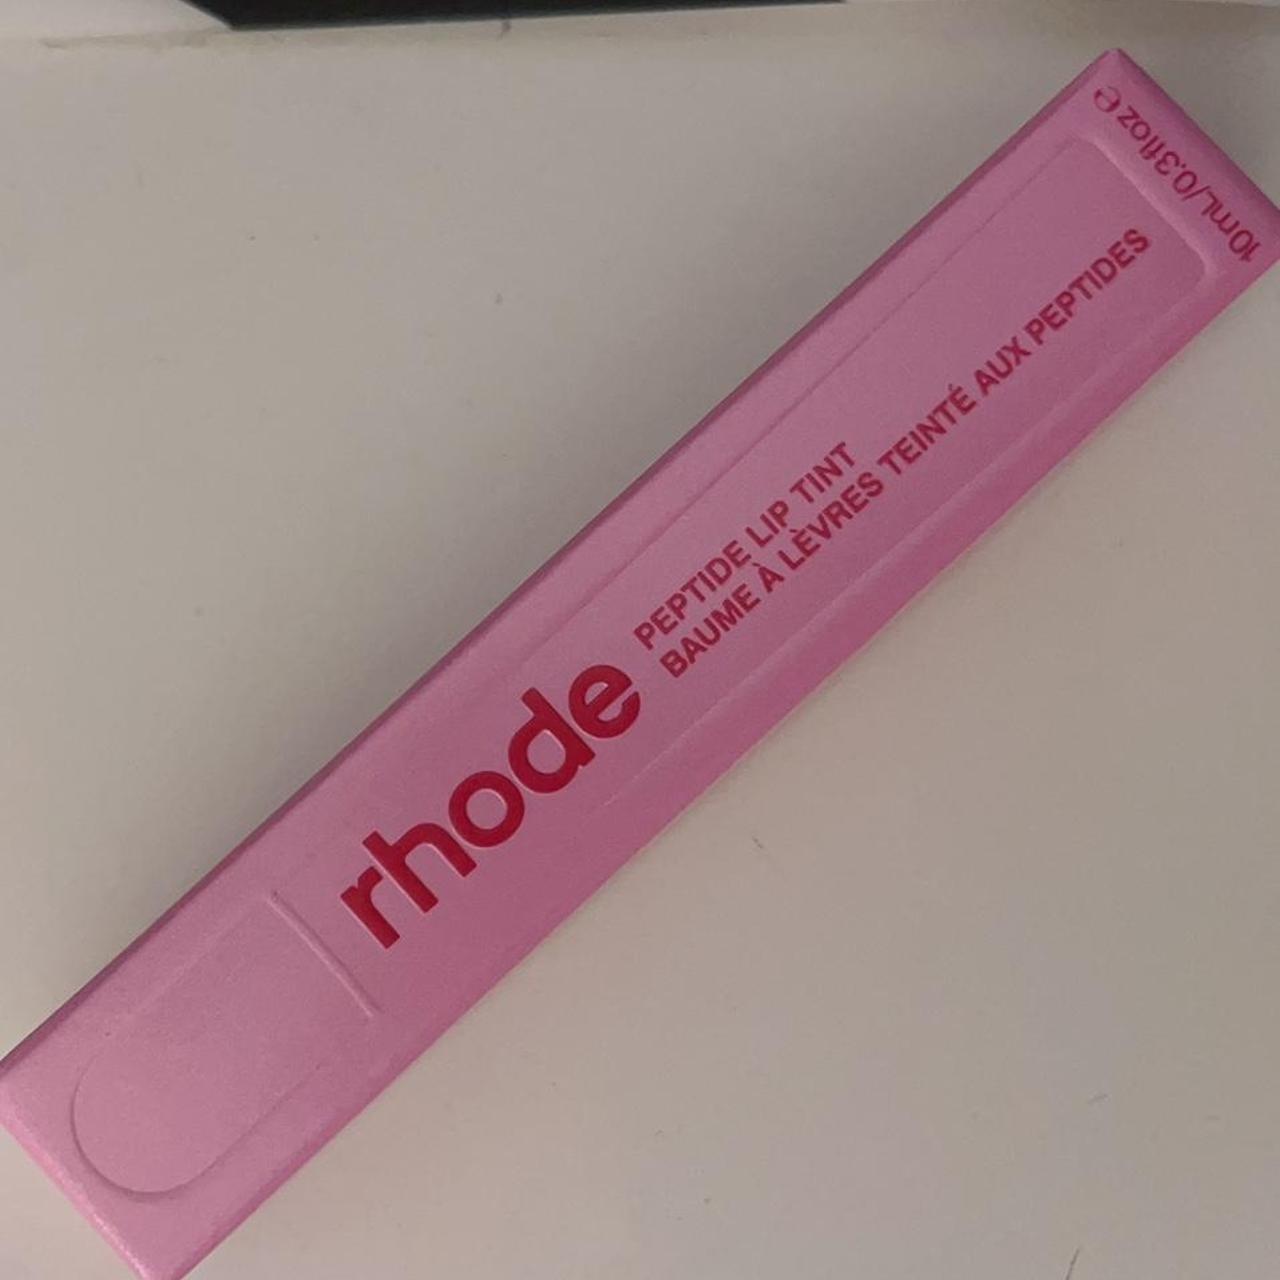 rhode
PEPTIDE LIP TINT
BAUME À LÈVRES TEINTÉ AUX PEPTIDES
10mL/0.3floz e